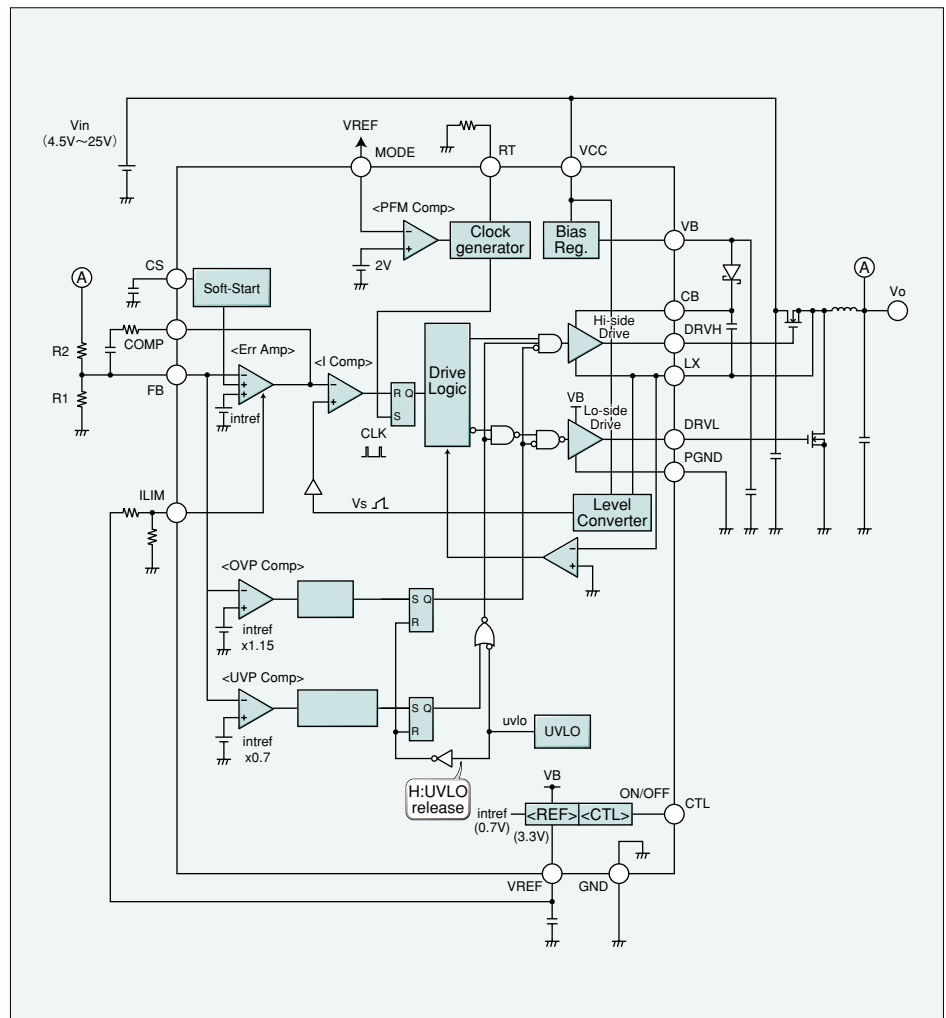 Vin
(4.5V～25V)
VREF
MODE
RT
VCC
<PFM Comp>
Clock
generator
Bias
Reg.
VB
2V
A
CS
Soft-Start
A
Vo
CB
Hi-side
Drive
DRVH
LX
COMP
<Err Amp>
<I Comp>
R2
R1
FB
intref
R Q
S
Drive
Logic
CLK
VB
Lo-side
Drive
DRVL
PGND
ILIM
Vs
Level
Converter
<OVP Comp>
intref
x1.15
S Q
R
<UVP Comp>
intref
x0.7
S Q
R
uvlo
UVLO
H:UVLO
release
VB
ON/OFF
CTL
intref
(0.7V)
<REF>
<CTL>
(3.3V)
VREF
GND